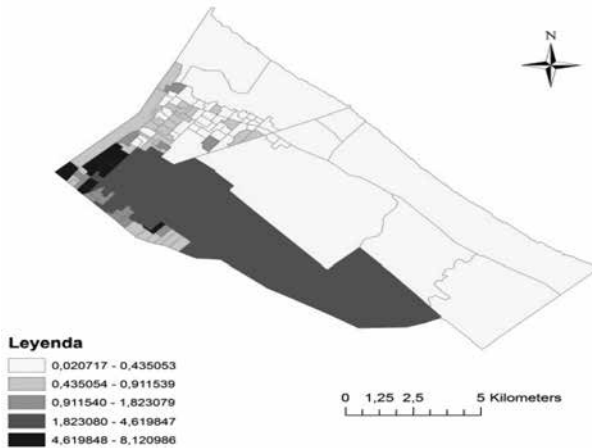 N
Leyenda
0,020717 - 0,435053
0,435054 - 0,911539
0,911540 - 1,823079
1,823080 - 4,619847
4,619848 - 8,120986
0 1,25 2,5 5 Kilometers